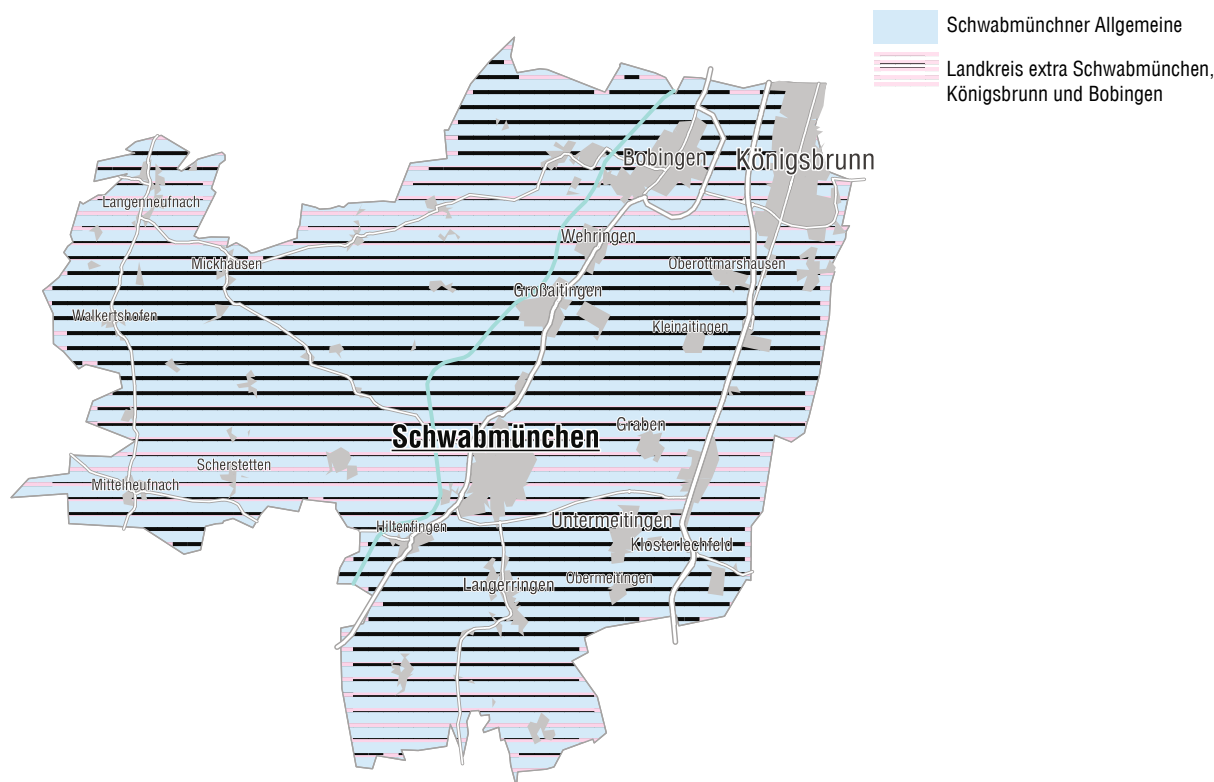 Schwabmünchner Allgemeine
Landkreis extra Schwabmünchen,
Königsbrunn und Bobingen
Bobingen
Königsbrunn
Langenneufnach
Wehringen
Mickhausen
Oberottmarshausen
Großaitingen
Walkertshofen
Kleinaitingen
Graben
Schwabmünchen
Scherstetten
Mittelneufnach
Untermeitingen
Hiltenfingen
Klosterlechfeld
Langerringen
Obermeitingen